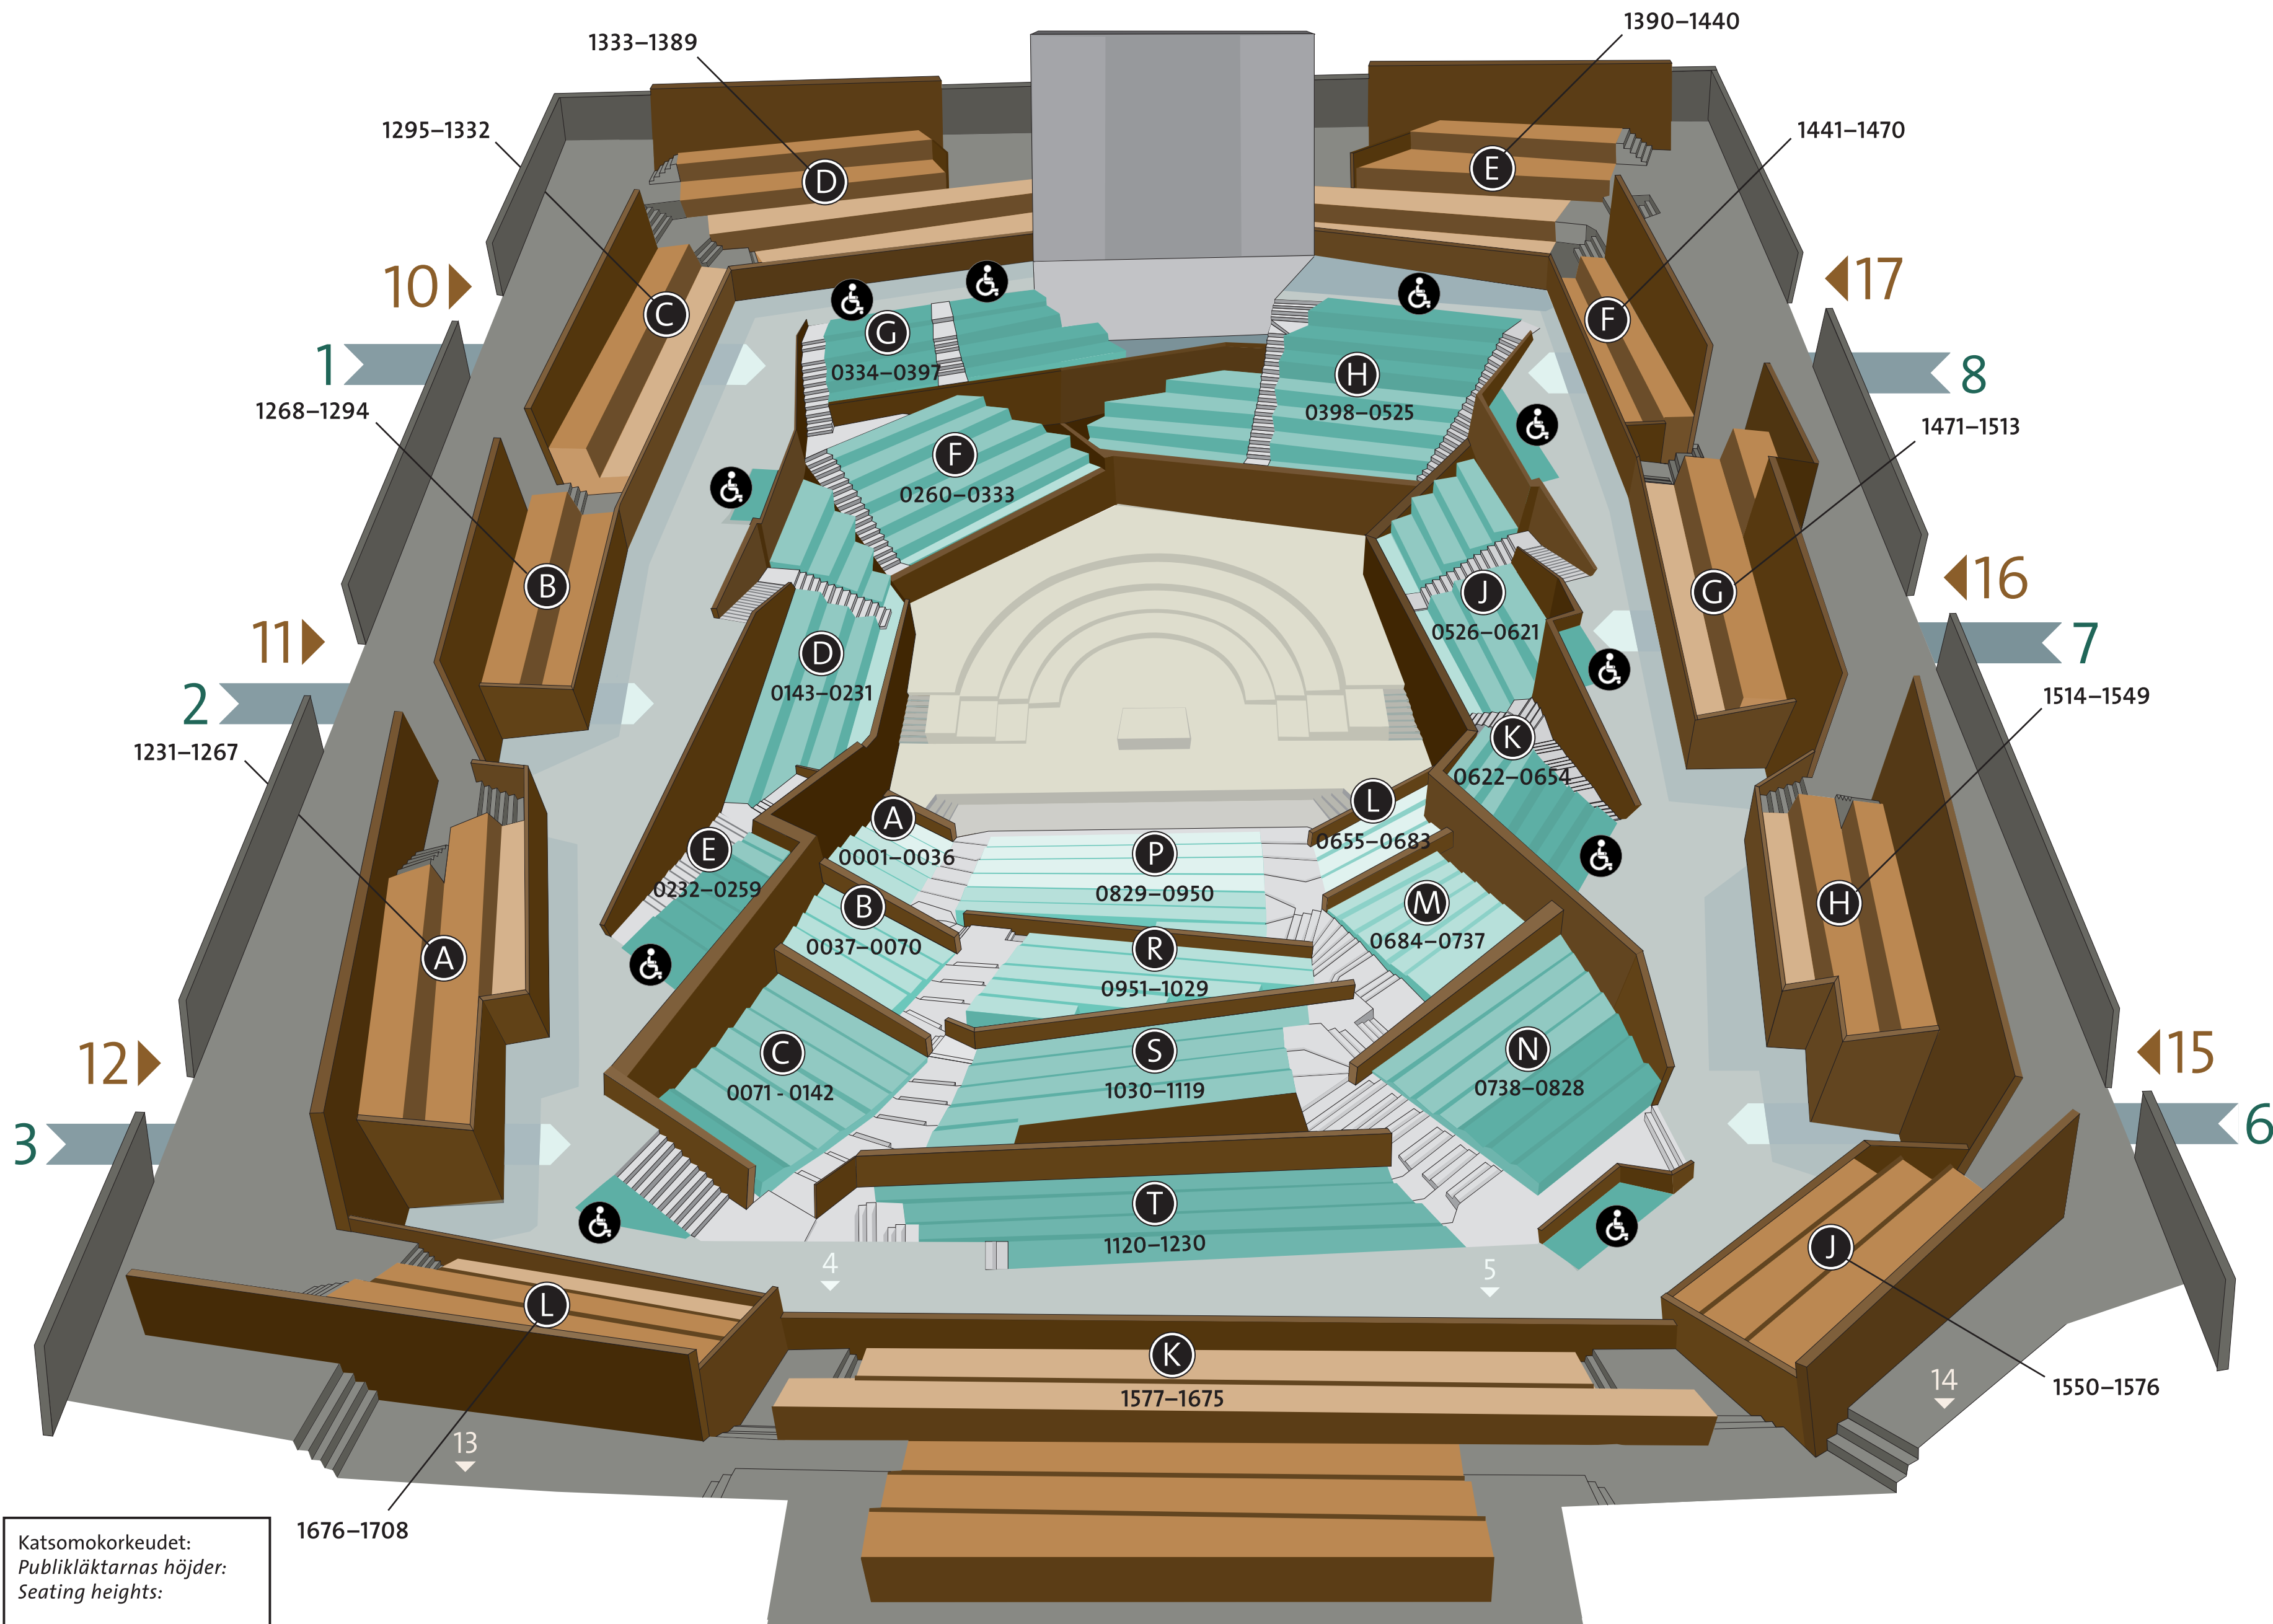 1390–1440
1333–1389
1295–1332
1441–1470
D
E
10
17
C
F
G
1
0334–0397
H
8
1268–1294
0398–0525
1471–1513
F
0260–0333
16
B
J
G
11
0526–0621
7
D
0143–0231
2
1514–1549
1231–1267
K
0622–0654
A
L
0001–0036
0655–0683
E
P
0232–0259
0829–0950
B
M
H
0037–0070
0684–0737
R
A
0951–1029
12
15
C
S
N
0071 - 0142
1030–1119
0738–0828
3
6
T
1120–1230
J
4
5
L
K
1577–1675
14
1550–1576
13
1676–1708
Katsomokorkeudet:
Publikläktarnas höjder:
Seating heights: